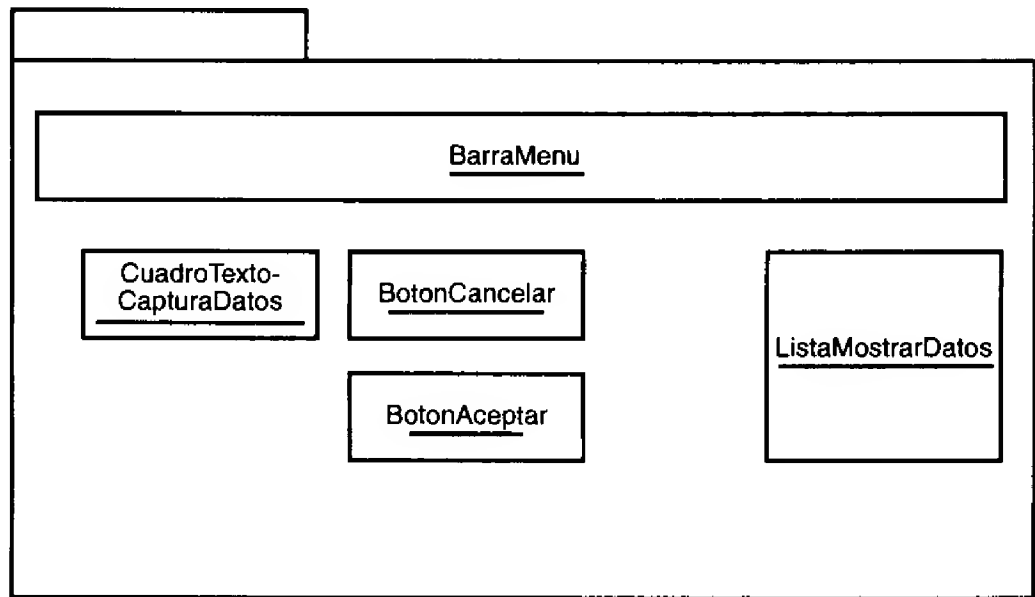 BarraMenu
CuadroTexto-
CapturaDatos
BotonCancelar
ListaMostrarDatos
BotonAceptar